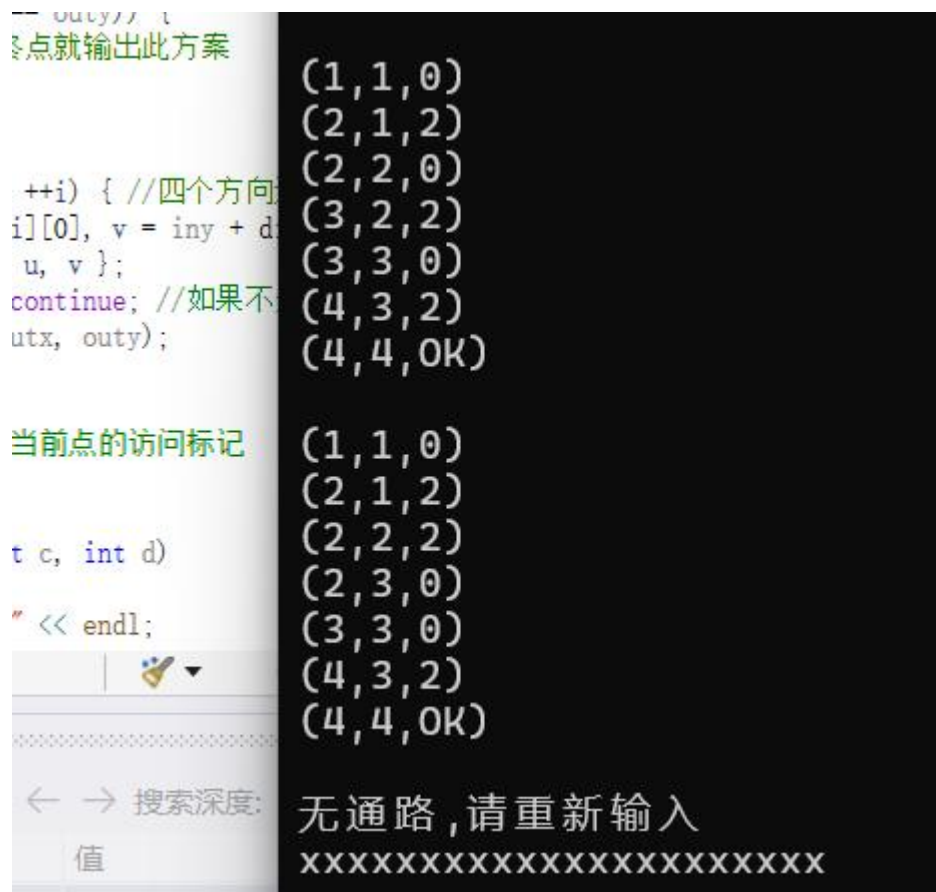 == outy)) {
终点就输出此方案
++i) { //四个方向
i][0], v = iny + d
u, v };
continue; //如果不
utx, outy);
当前点的访问标记
t c, int d)
" << endl;
← → 搜索深度:
值
(1,1,0)
(2,1,2)
(2,2,0)
(3,2,2)
(3,3,0)
(4,3,2)
(4,4,OK)
(1,1,0)
(2,1,2)
(2,2,2)
(2,3,0)
(3,3,0)
(4,3,2)
(4,4,OK)
无通路,请重新输入
xxxxxxxxxxxxxxxxxxxxxx